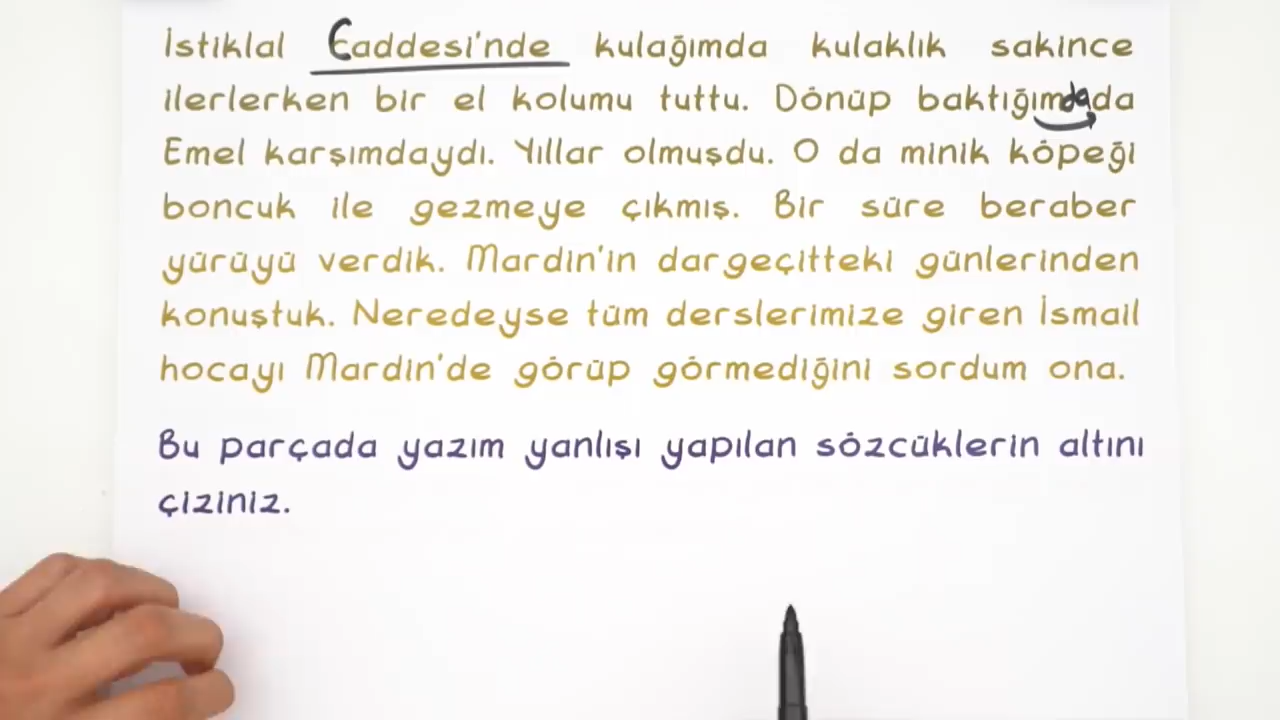 İstiklal Caddesi'nde kulağımda kulaklık sakince
ilerlerken bir el kolumu tuttu. Dönüp baktığımda da
Emel karşımdaydı. Yıllar olmuşdu. O da minik köpeği
boncuk ile gezmeye çıkmış. Bir süre beraber
yürüyü verdik. Mardin'in dargeçitteki günlerinden
konuştuk. Neredeyse tüm derslerimize giren İsmail
hocayı Mardin'de görüp görmediğini sordum ona.
Bu parçada yazım yanlışı yapılan sözcüklerin altını
çiziniz.